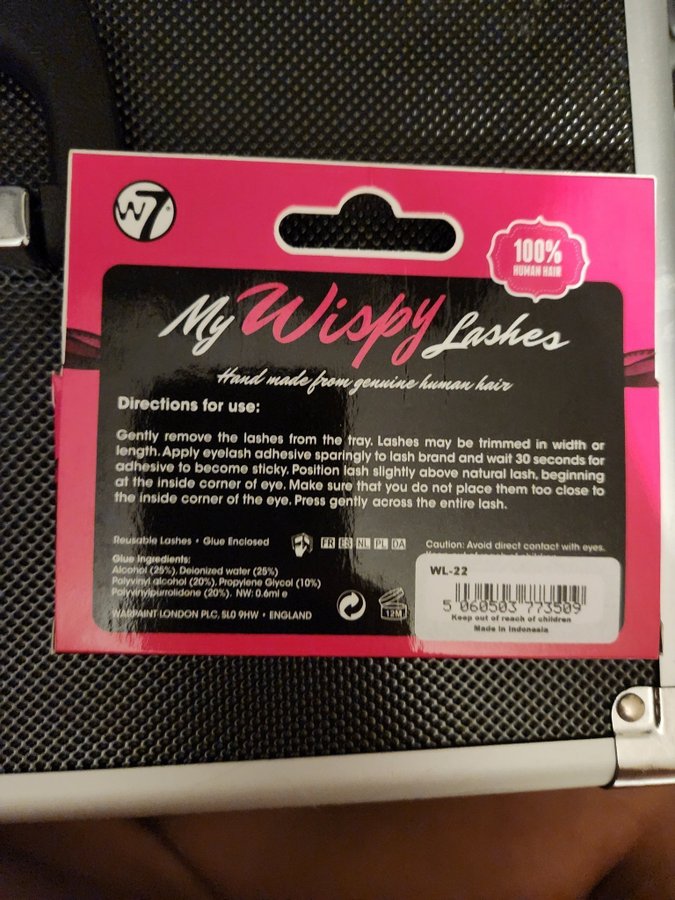 W7
100%
HUMAN HAIR
My Wispy Lashes
Hand made from genuine human hair
Directions for use:
Gently remove the lashes from the tray. Lashes may be trimmed in width or
length. Apply eyelash adhesive sparingly to lash brand and wait 30 seconds for
adhesive to become sticky. Position lash slightly above natural lash, beginning
at the inside corner of eye. Make sure that you do not place them too close to
the inside corner of the eye. Press gently across the entire lash.
Reusable Lashes • Glue Enclosed
FR ES NL PL DA
Caution: Avoid direct contact with eyes.
Glue Ingredients:
Alcohol (25%), Deionized water (25%)
Polyvinyl alcohol (20%), Propylene Glycol (10%)
Polyvinylpurrolidone (20%). NW: 0.6ml e
WARPAINT LONDON PLC, SL0 9HW • ENGLAND
12M
WL-22
5 060503 773509
Keep out of reach of children
Made in Indonasia